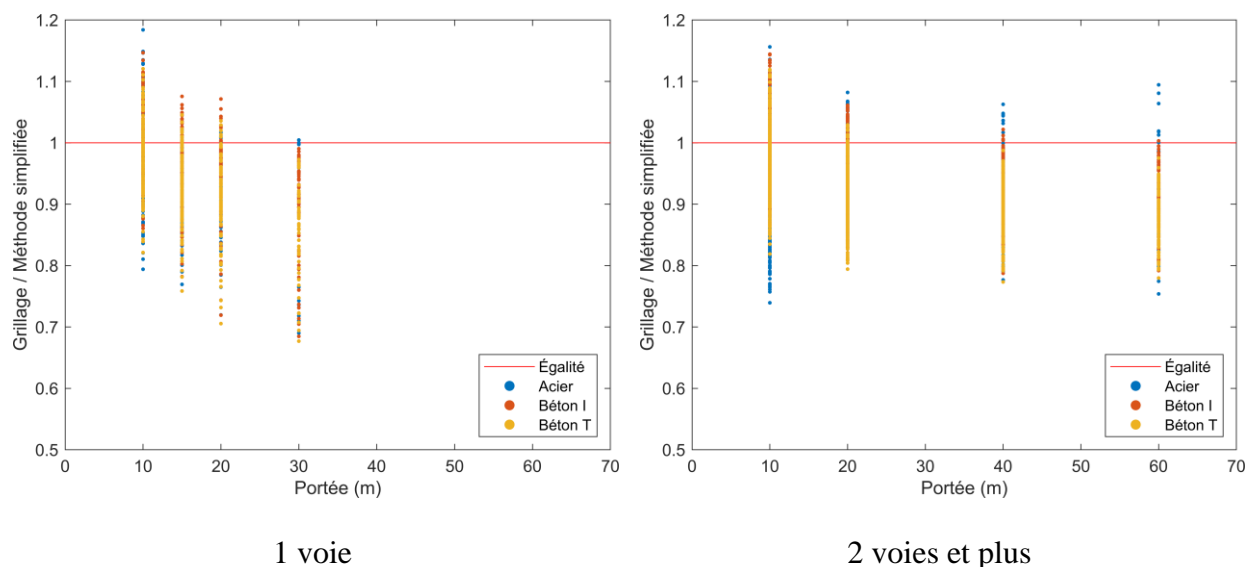 Grillage / Méthode simplifiée
1.2
1.1
1
0.9
0.8
0.7
0.6
0.5
0 10 20 30 40 50 60 70
Portée (m)
Égalité
Acier
Béton I
Béton T
1 voie
Grillage / Méthode simplifiée
1.2
1.1
1
0.9
0.8
0.7
0.6
0.5
0 10 20 30 40 50 60 70
Portée (m)
Égalité
Acier
Béton I
Béton T
2 voies et plus